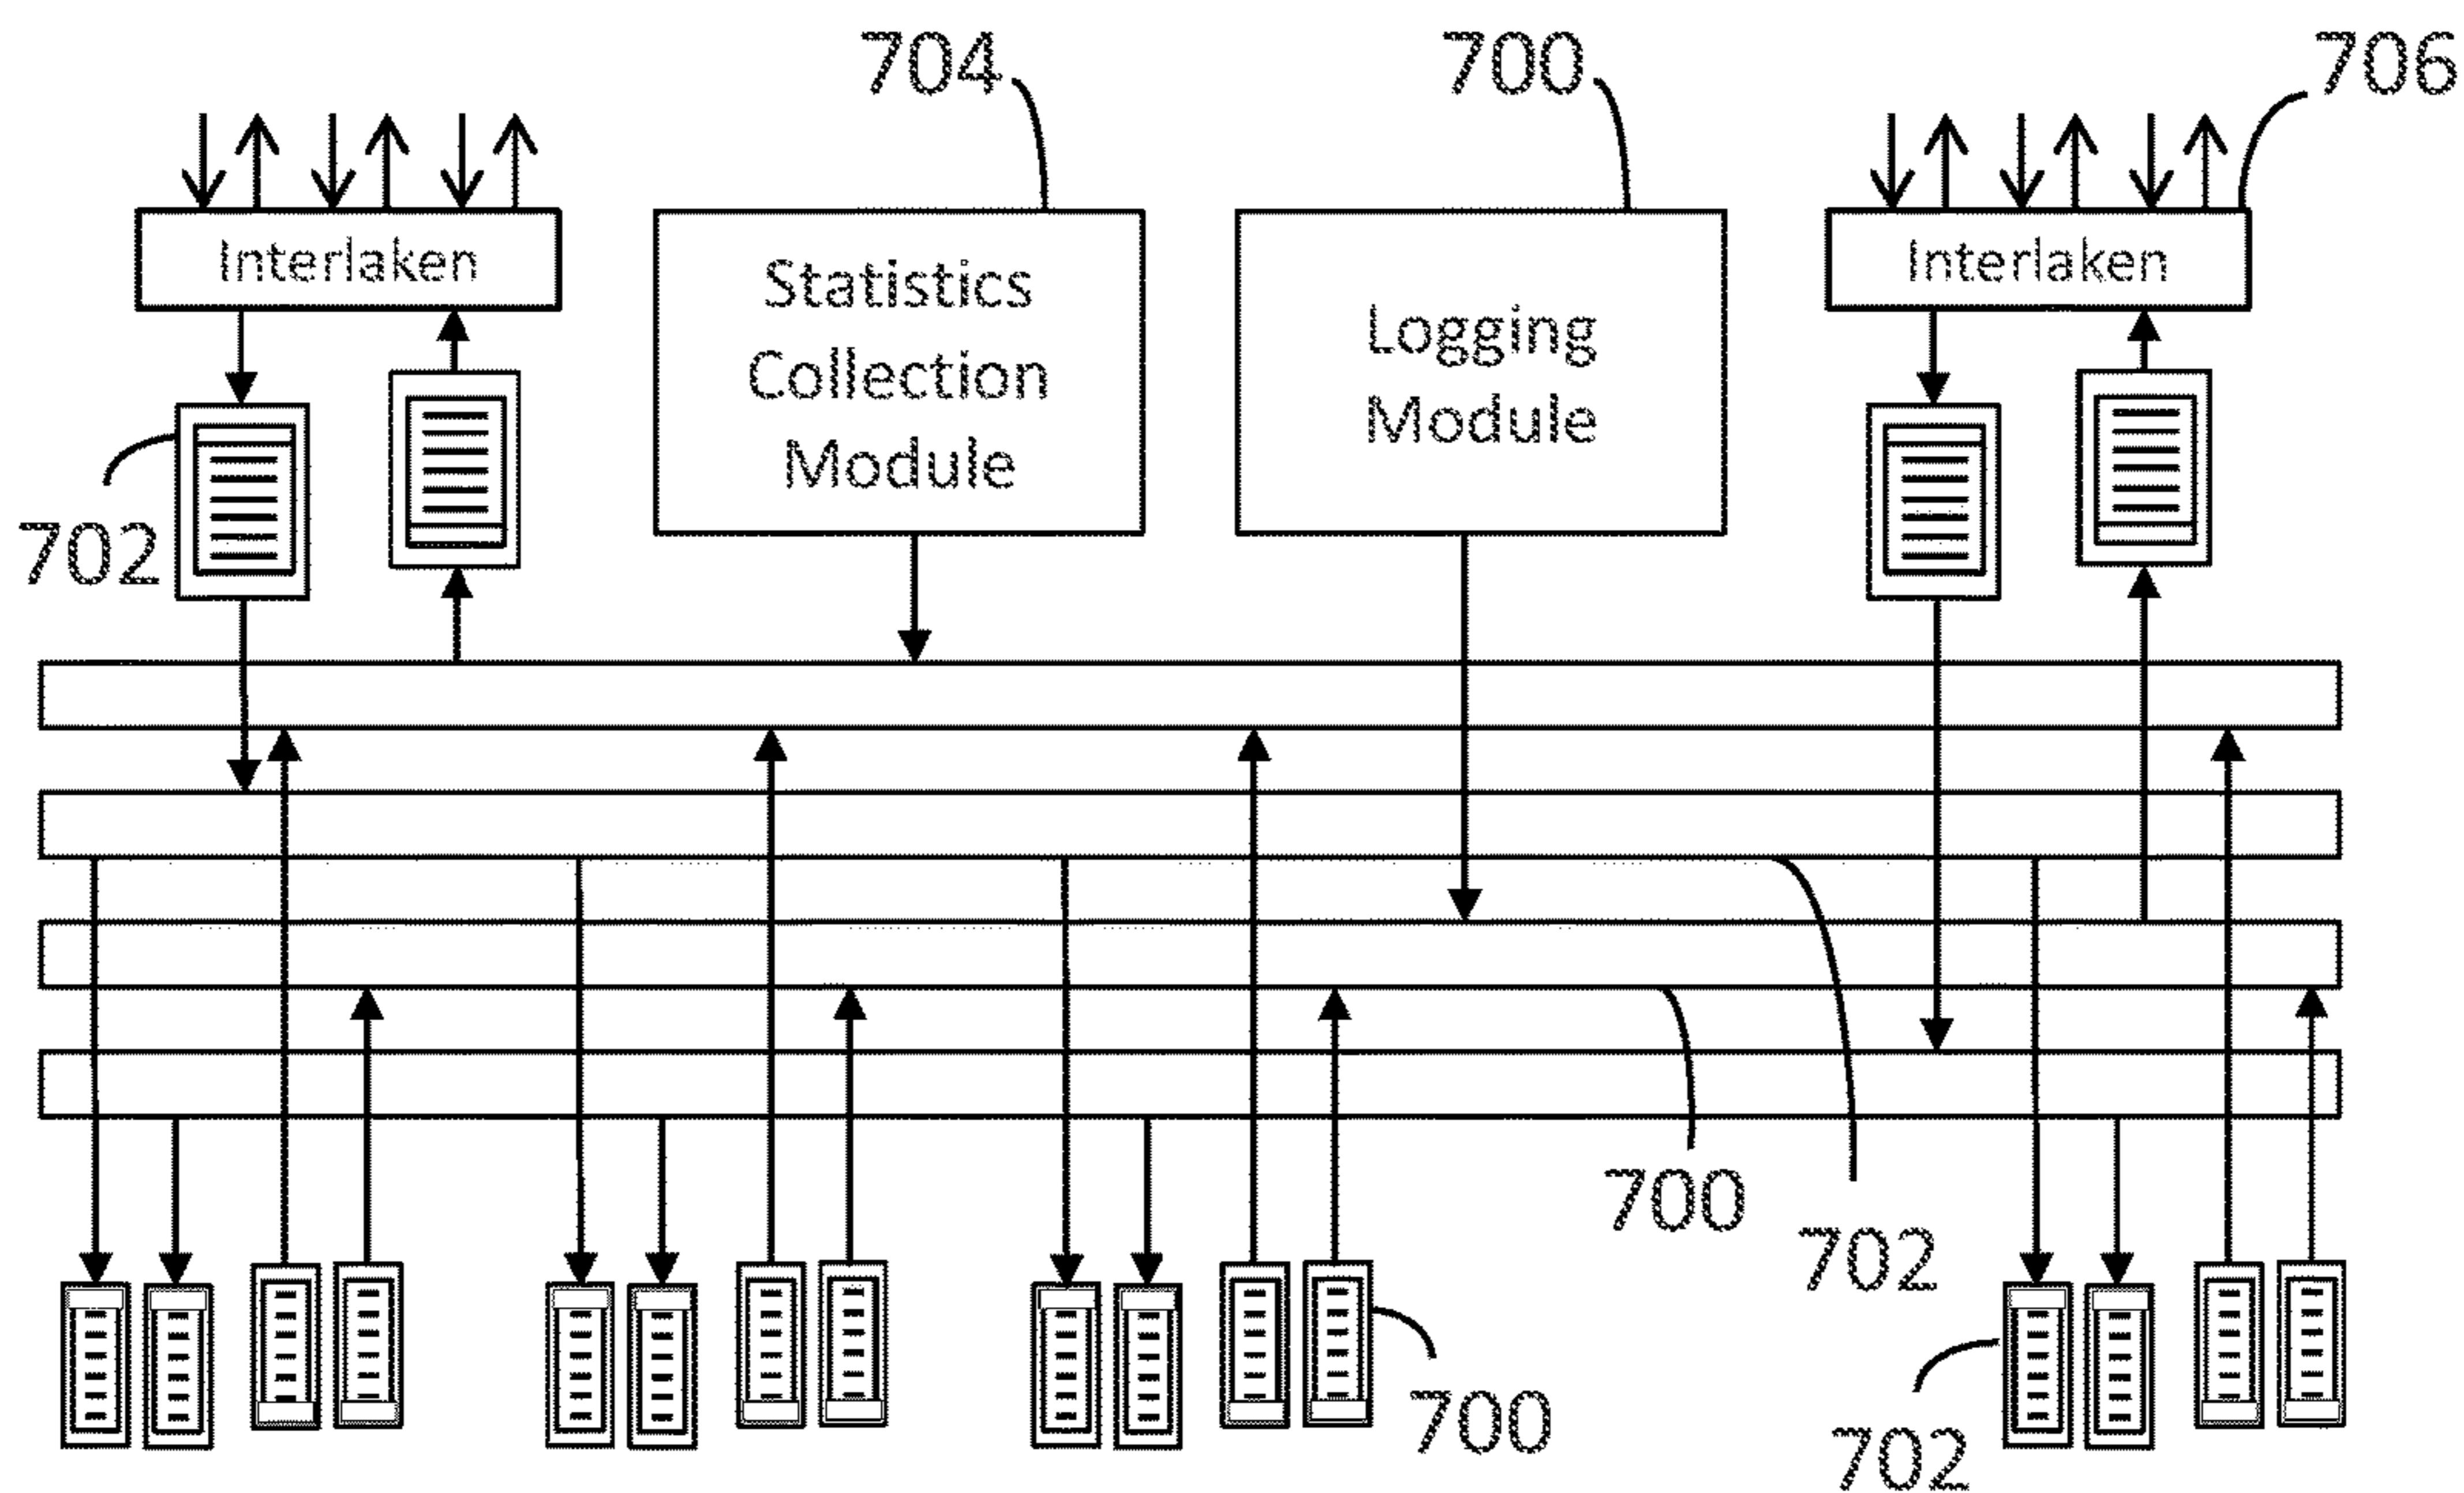 704
700
706
Interlaken
Statistics
Collection
Module
Logging
Module
Interlaken
702
700
702
700
702